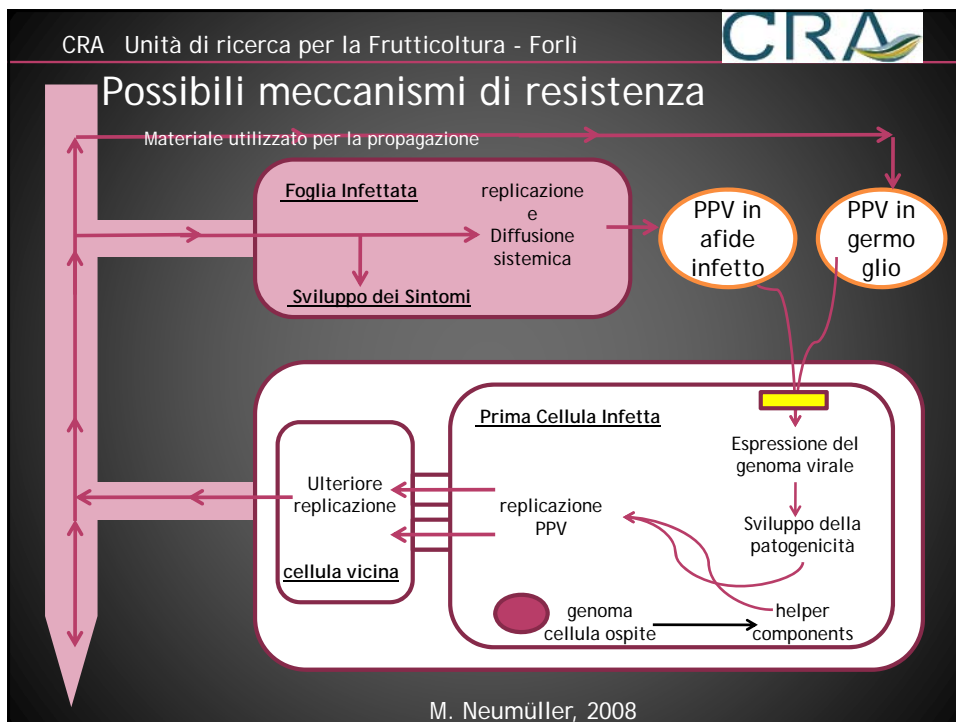 CRA Unità di ricerca per la Frutticoltura - Forlì
CRA
Possibili meccanismi di resistenza
Materiale utilizzato per la propagazione
Foglia Infettata
replicazione
e
Diffusione
sistemica
Sviluppo dei Sintomi
PPV in
afide
infetto
PPV in
germo
glio
Prima Cellula Infetta
Espressione del
genoma virale
Sviluppo della
patogenicità
Ulteriore
replicazione
cellula vicina
replicazione
PPV
genoma
cellula ospite
helper
components
M. Neumüller, 2008